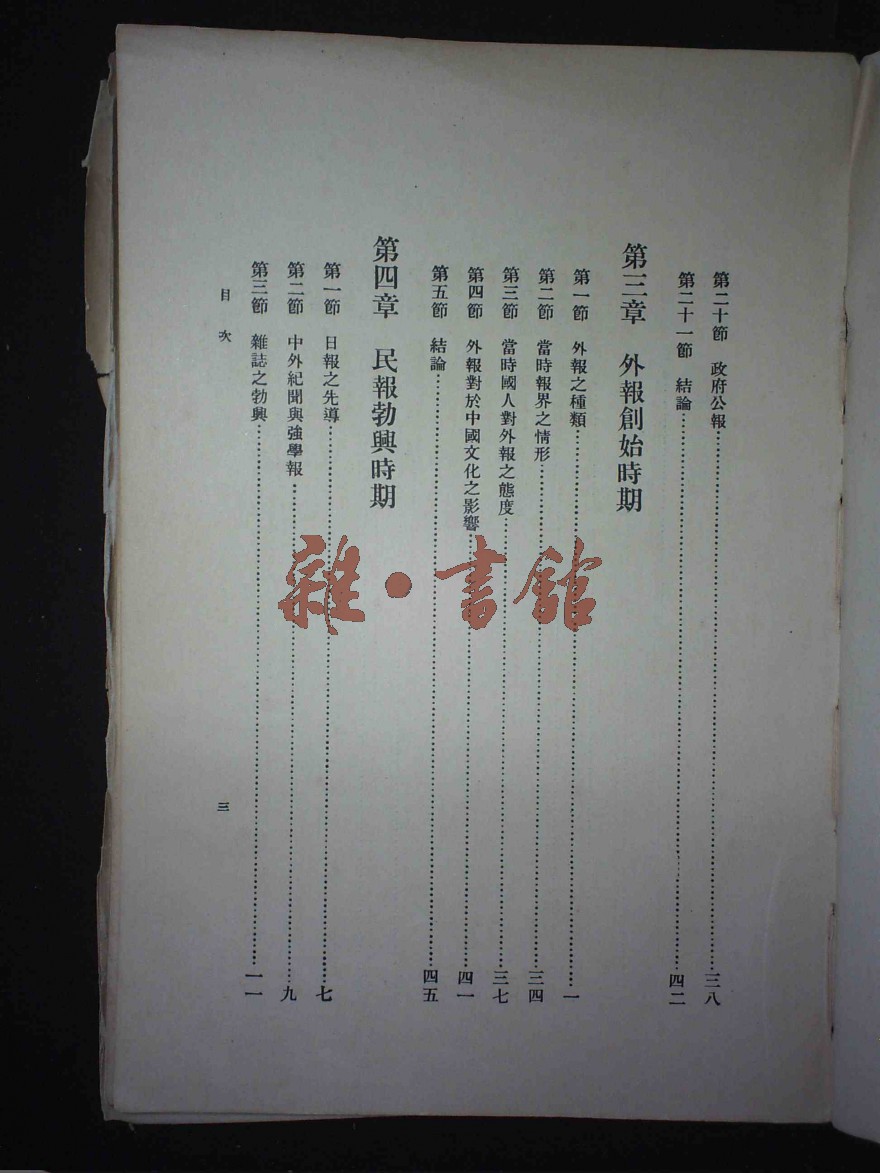 第二十節　政府公報……三八
第二十一節　結論……四二
第三章　外報創始時期
第一節　外報之種類……一
第二節　當時報界之情形……三四
第三節　當時國人對外報之態度……三七
第四節　外報對於中國文化之影響……四一
第五節　結論……四五
第四章　民報勃興時期
第一節　日報之先導……七
第二節　中外紀聞與強學報……九
第三節　雜誌之勃興……一一
目次　三
雜·書館